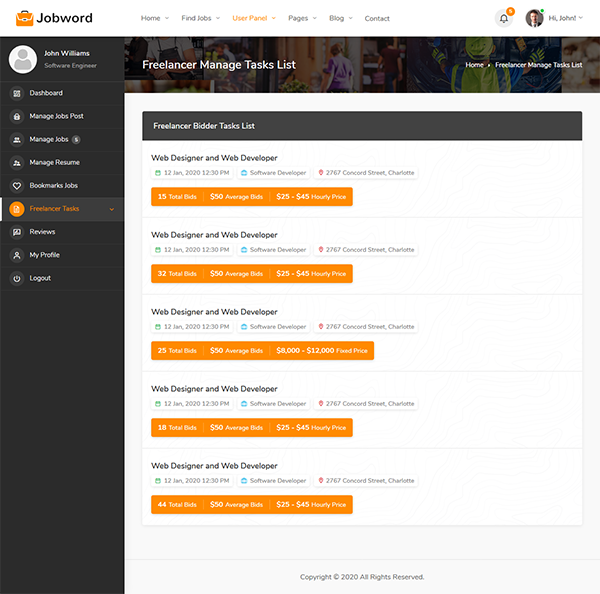 Jobword
Home Find Jobs User Panel Pages Blog Contact
5
Hi, John!
John Williams
Software Engineer
Dashboard
Manage Jobs Post
Manage Jobs 5
Manage Resume
Bookmarks Jobs
Freelancer Tasks
Reviews
My Profile
Logout
Freelancer Manage Tasks List
Home Freelancer Manage Tasks List
Freelancer Bidder Tasks List
Web Designer and Web Developer
12 Jan, 2020 12:30 PM Software Developer 2767 Concord Street, Charlotte
15 Total Bids $50 Average Bids $25 - $45 Hourly Price
Web Designer and Web Developer
12 Jan, 2020 12:30 PM Software Developer 2767 Concord Street, Charlotte
32 Total Bids $50 Average Bids $25 - $45 Hourly Price
Web Designer and Web Developer
12 Jan, 2020 12:30 PM Software Developer 2767 Concord Street, Charlotte
25 Total Bids $50 Average Bids $8,000 - $12,000 Fixed Price
Web Designer and Web Developer
12 Jan, 2020 12:30 PM Software Developer 2767 Concord Street, Charlotte
18 Total Bids $50 Average Bids $25 - $45 Hourly Price
Web Designer and Web Developer
12 Jan, 2020 12:30 PM Software Developer 2767 Concord Street, Charlotte
44 Total Bids $50 Average Bids $25 - $45 Hourly Price
Copyright © 2020 All Rights Reserved.